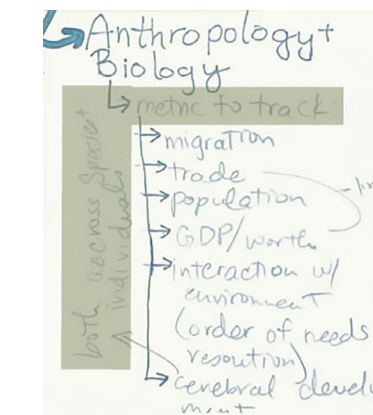 Anthropology +
Biology
metric to track
migration
trade
population
GDP/worth
interaction w/
environment
(order of needs
resoution)
cerebral develo
ment
both across Species +
individuals